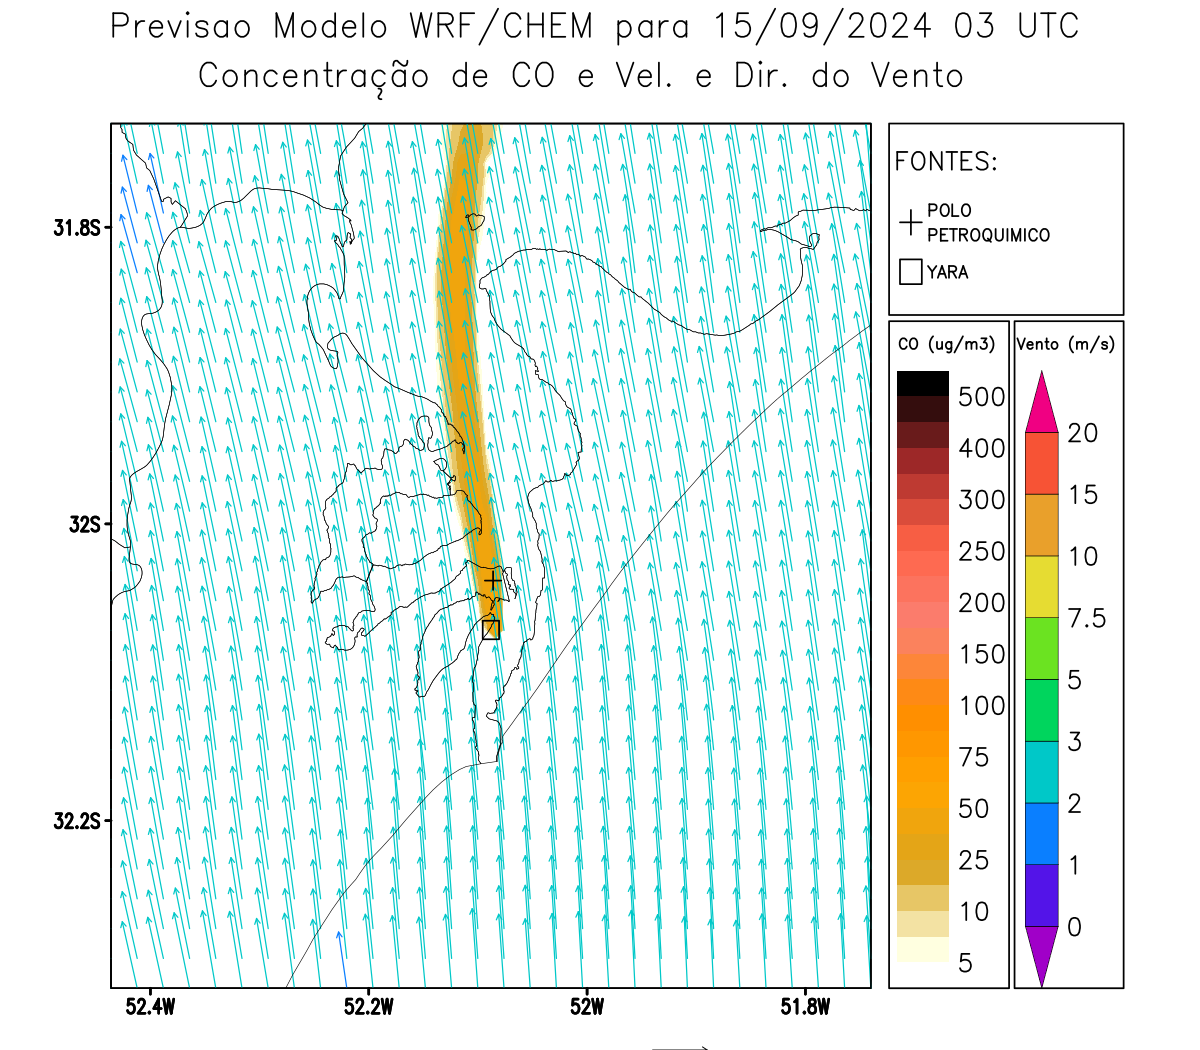 Previsao Modelo WRF/CHEM para 15/09/2024 03 UTC
Concentração de CO e Vel. e Dir. do Vento
FONTES:
POLO
PETROQUIMICO
YARA
31.8S
32S
32.2S
52.4W
52.2W
52W
51.8W
CO (ug/m3)
500
400
300
250
200
150
100
75
50
25
10
5
Vento (m/s)
20
15
10
7.5
5
3
2
1
0